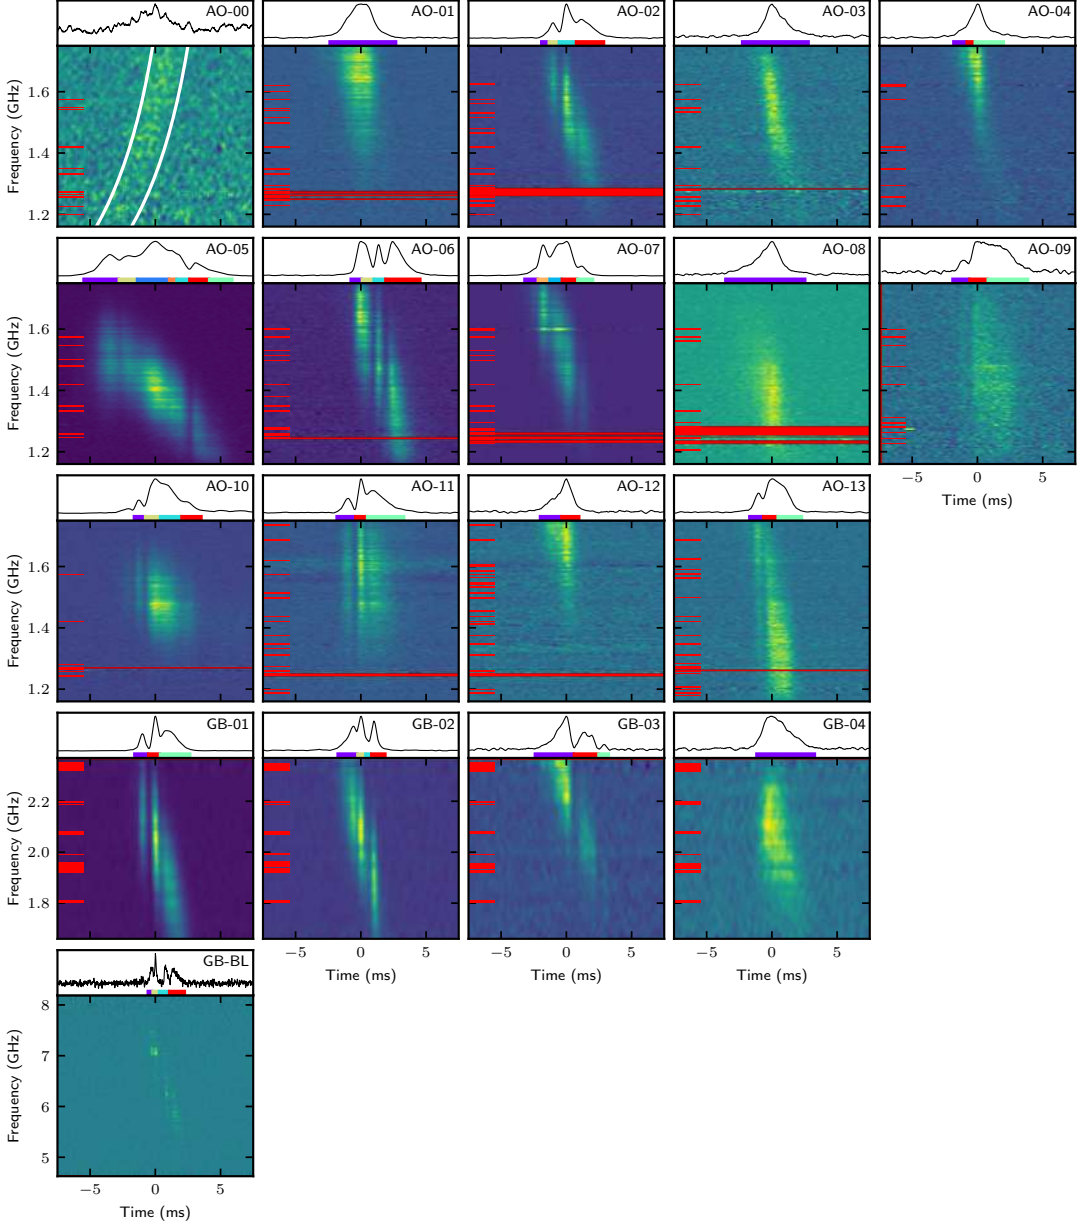 AO-00 AO-01 AO-02 AO-03 AO-04
Frequency (GHz)
1.6
1.4
1.2
AO-05 AO-06 AO-07 AO-08 AO-09
Frequency (GHz)
1.6
1.4
1.2
−5 0 5
Time (ms)
AO-10 AO-11 AO-12 AO-13
Frequency (GHz)
1.6
1.4
1.2
GB-01 GB-02 GB-03 GB-04
Frequency (GHz)
2.2
2.0
1.8
−5 0 5 −5 0 5 −5 0 5
Time (ms) Time (ms) Time (ms)
GB-BL
Frequency (GHz)
8
7
6
5
−5 0 5
Time (ms)